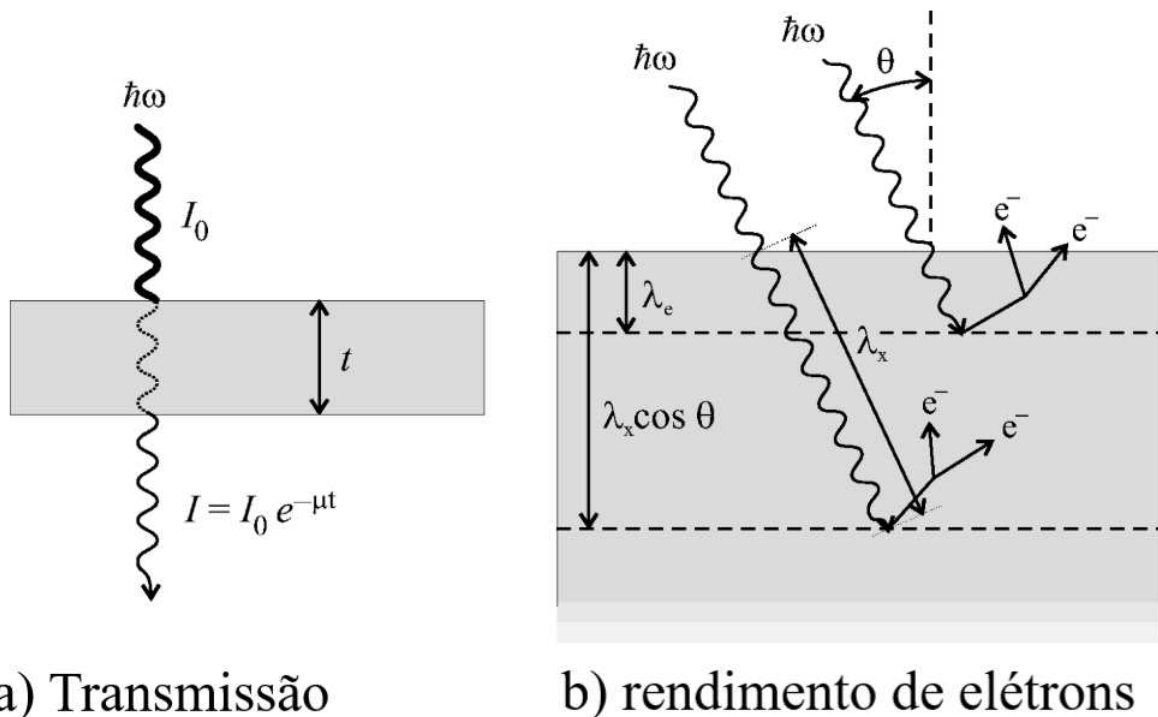 ħω
I₀
t
I = I₀ e⁻μt
a) Transmissão
ħω
ħω
θ
e⁻
e⁻
λₑ
λₓ
λₓcos θ
e⁻
e⁻
b) rendimento de elétrons